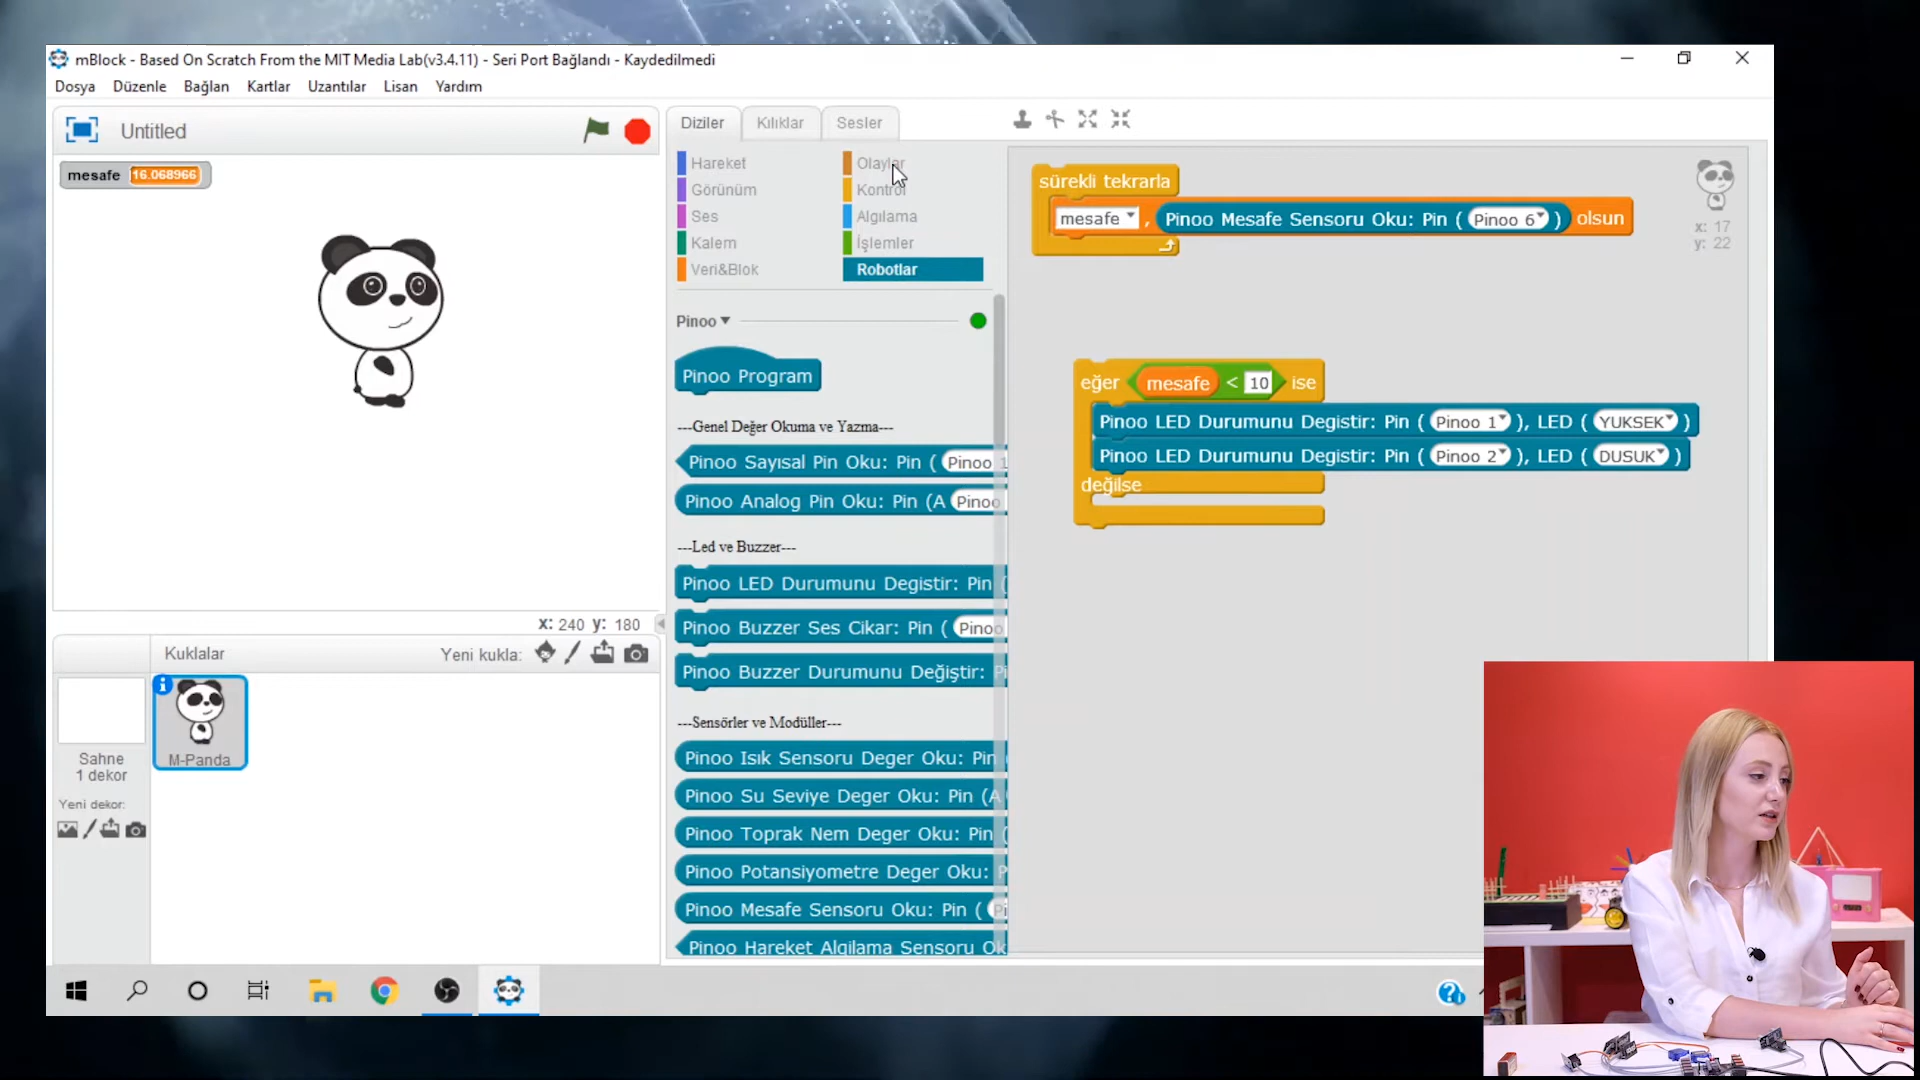 mBlock - Based On Scratch From the MIT Media Lab(v3.4.11) - Seri Port Bağlandı - Kaydedilmedi
Dosya Düzenle Bağlan Kartlar Uzantılar Lisan Yardım
Untitled
mesafe 16.068966
x: 240 y: 180
Kuklalar
Yeni kukla:
Sahne
1 dekor
Yeni dekor:
M-Panda
Diziler Kılıklar Sesler
Hareket Olaylar
Görünüm Kontrol
Ses Algılama
Kalem İşlemler
Veri&Blok Robotlar
Pinoo
Pinoo Program
---Genel Değer Okuma ve Yazma---
Pinoo Sayısal Pin Oku: Pin ( Pinoo 1
Pinoo Analog Pin Oku: Pin (A Pinoo
---Led ve Buzzer---
Pinoo LED Durumunu Degistir: Pin (
Pinoo Buzzer Ses Cikar: Pin ( Pinoo
Pinoo Buzzer Durumunu Değiştir: Pi
---Sensörler ve Modüller---
Pinoo Isık Sensoru Deger Oku: Pin
Pinoo Su Seviye Deger Oku: Pin (A
Pinoo Toprak Nem Deger Oku: Pin (
Pinoo Potansiyometre Deger Oku: P
Pinoo Mesafe Sensoru Oku: Pin ( Pi
Pinoo Hareket Algilama Sensoru Ok
sürekli tekrarla
mesafe , Pinoo Mesafe Sensoru Oku: Pin ( Pinoo 6 ) olsun
x: 17
y: 22
eğer mesafe < 10 ise
Pinoo LED Durumunu Degistir: Pin ( Pinoo 1 ), LED ( YUKSEK )
Pinoo LED Durumunu Degistir: Pin ( Pinoo 2 ), LED ( DUSUK )
değilse